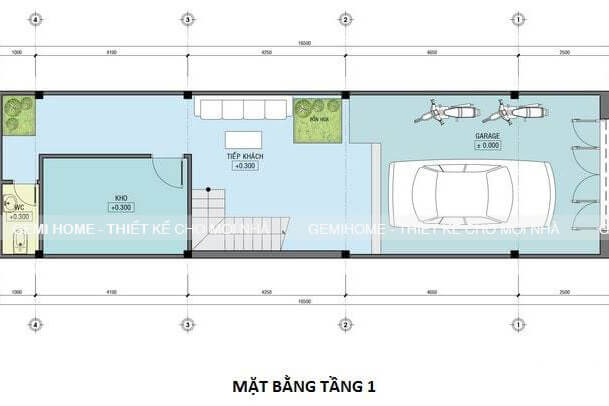 4 3 2 1
16500
1000 4100 4250 4650 2500
BỒN HOA
GARAGE
± 0.000
TIẾP KHÁCH
+0.300
KHO
+0.300
WC
+0.300
GEMI HOME - THIẾT KẾ CHO MỌI NHÀ GEMIHOME - THIẾT KẾ CHO MỌI NHÀ G
1000 4100 4250 4650 2500
16500
4 3 2 1
MẶT BẰNG TẦNG 1